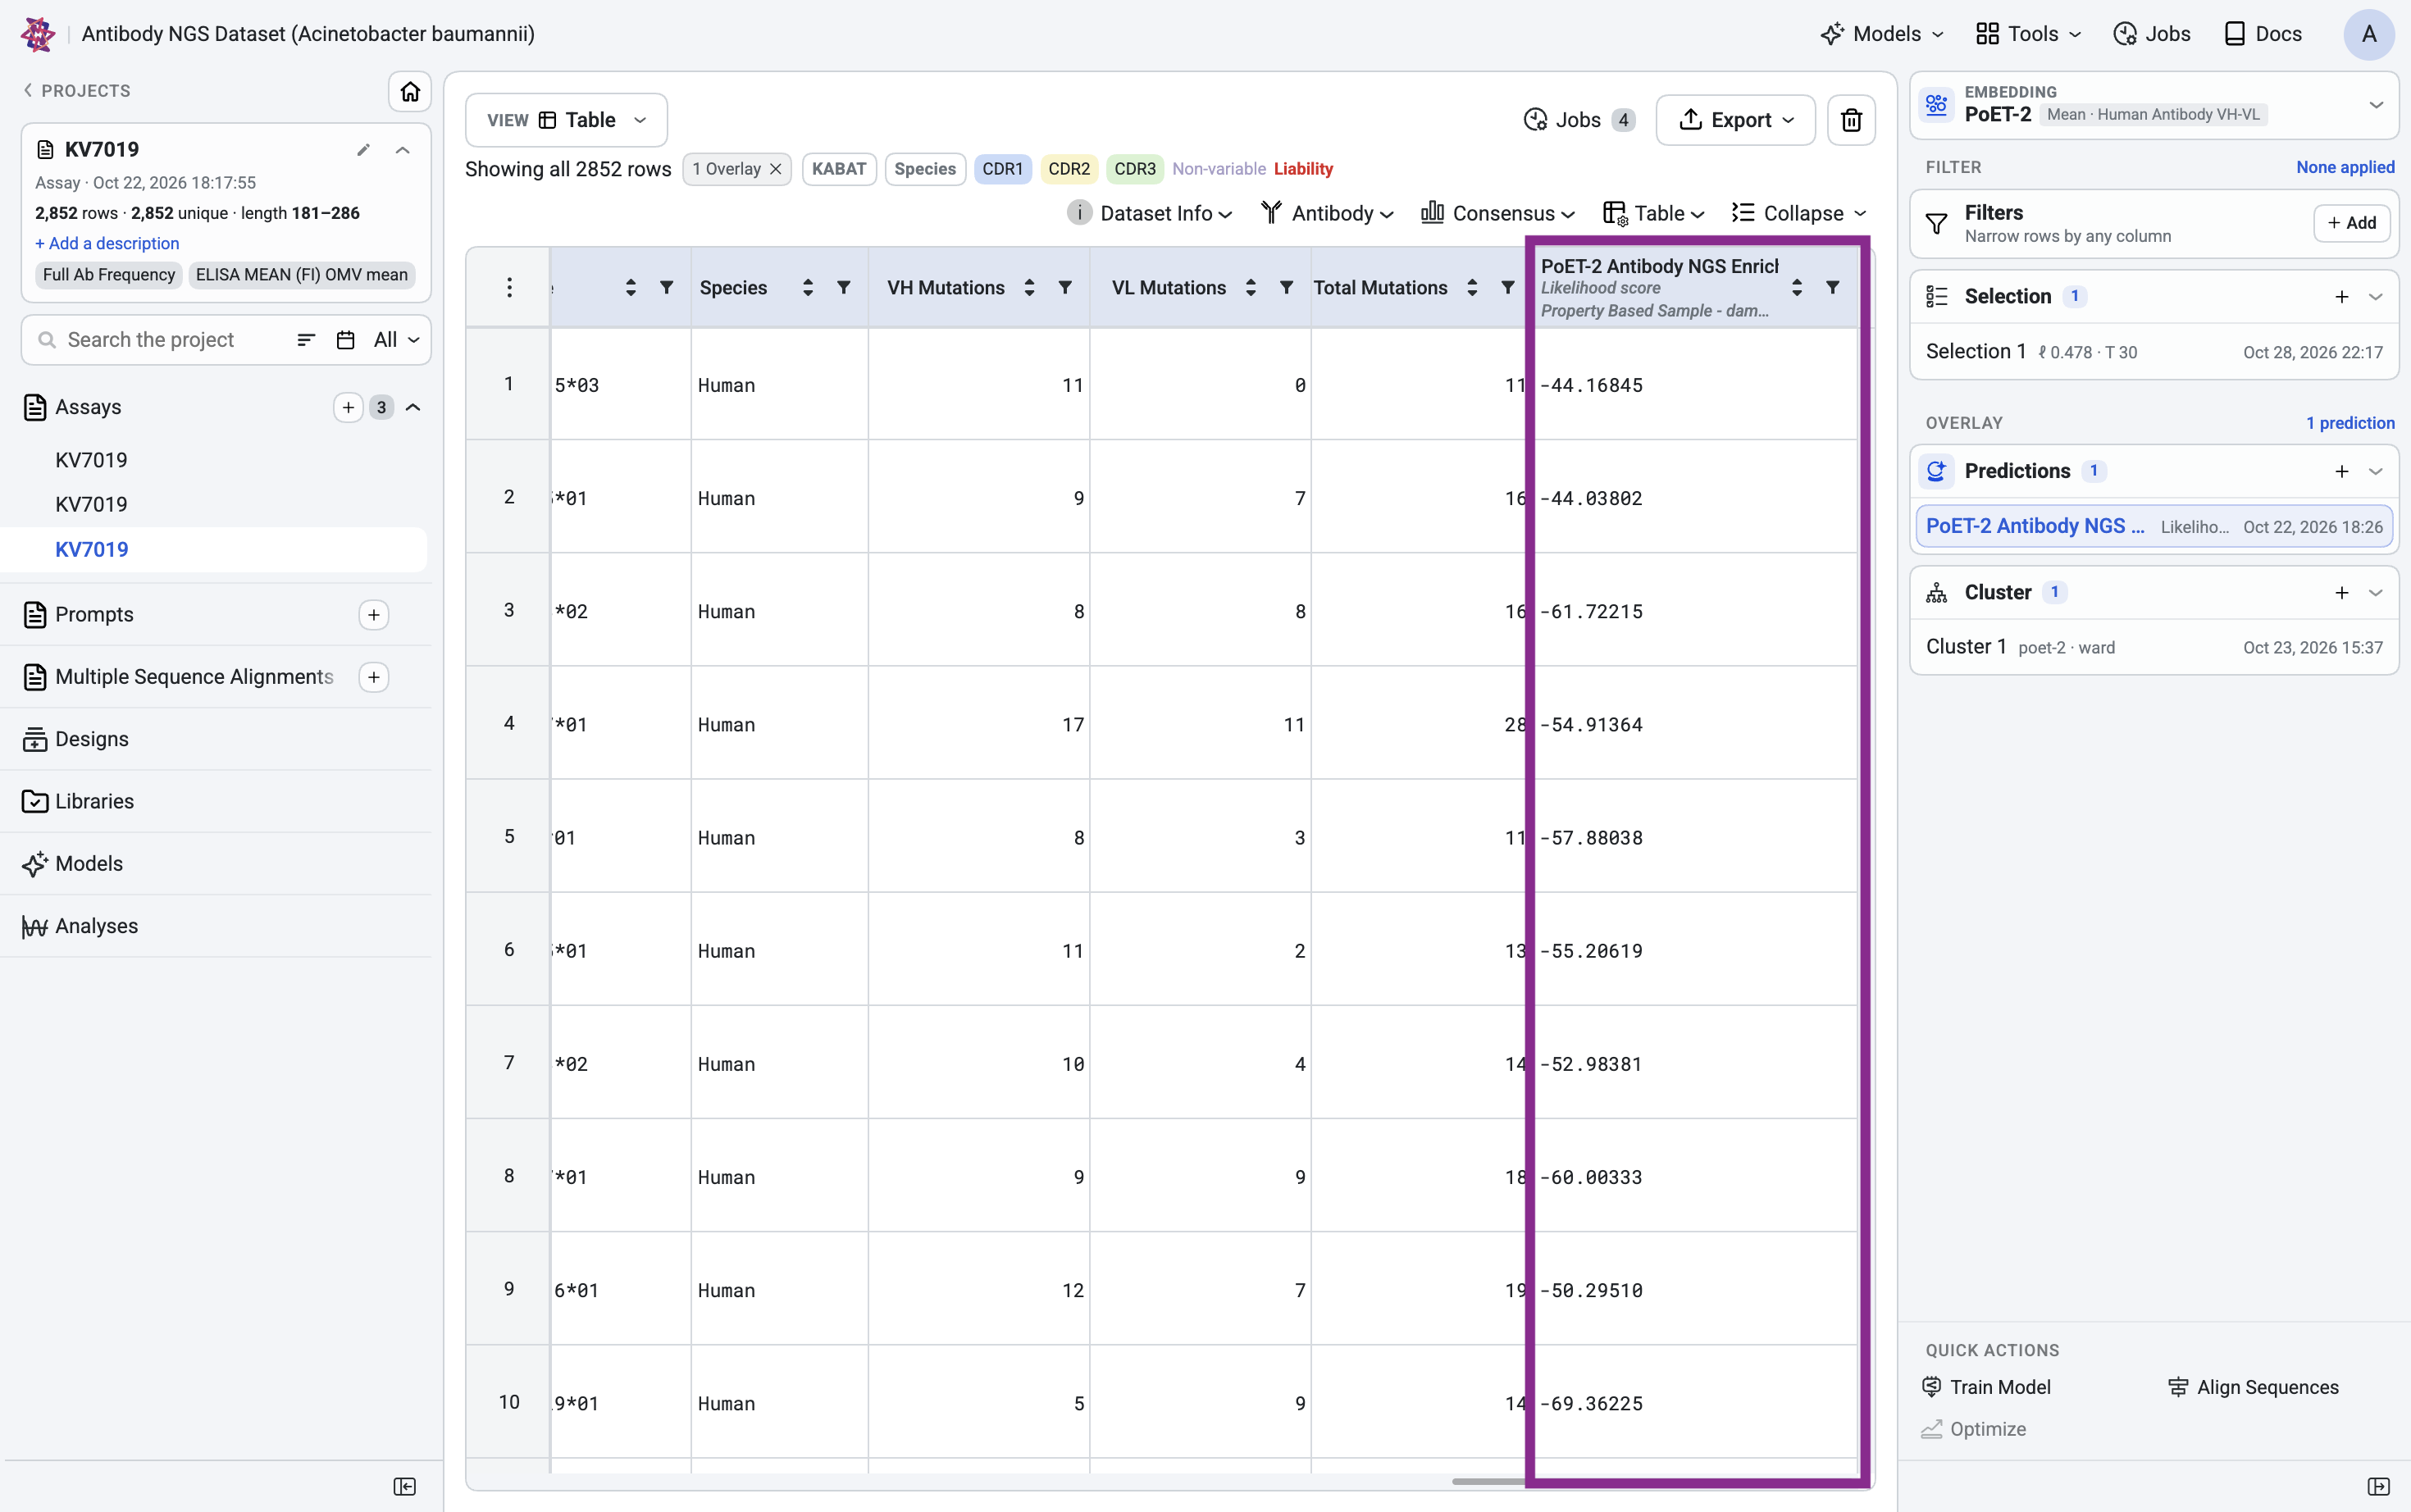 Antibody NGS Dataset (Acinetobacter baumannii)
Models
Tools
Jobs
Docs
A
PROJECTS
KV7019
Assay · Oct 22, 2026 18:17:55
2,852 rows · 2,852 unique · length 181–286
+ Add a description
Full Ab Frequency
ELISA MEAN (FI) OMV mean
Search the project
All
Assays
3
KV7019
KV7019
KV7019
Prompts
Multiple Sequence Alignments
Designs
Libraries
Models
Analyses
VIEW Table
Jobs 4
Export
Showing all 2852 rows
1 Overlay
KABAT
Species
CDR1
CDR2
CDR3
Non-variable
Liability
Dataset Info
Antibody
Consensus
Table
Collapse
Species
VH Mutations
VL Mutations
Total Mutations
PoET-2 Antibody NGS Enrich
Likelihood score
Property Based Sample - dam...
1 5*03 Human 11 0 11 -44.16845
2 *01 Human 9 7 16 -44.03802
3 *02 Human 8 8 16 -61.72215
4 *01 Human 17 11 28 -54.91364
5 01 Human 8 3 11 -57.88038
6 *01 Human 11 2 13 -55.20619
7 *02 Human 10 4 14 -52.98381
8 *01 Human 9 9 18 -60.00333
9 6*01 Human 12 7 19 -50.29510
10 9*01 Human 5 9 14 -69.36225
EMBEDDING
PoET-2 Mean · Human Antibody VH-VL
FILTER
None applied
Filters
Narrow rows by any column
+ Add
Selection 1
Selection 1 ℓ 0.478 · T 30 Oct 28, 2026 22:17
OVERLAY
1 prediction
Predictions 1
PoET-2 Antibody NGS ... Likeliho... Oct 22, 2026 18:26
Cluster 1
Cluster 1 poet-2 · ward Oct 23, 2026 15:37
QUICK ACTIONS
Train Model
Align Sequences
Optimize